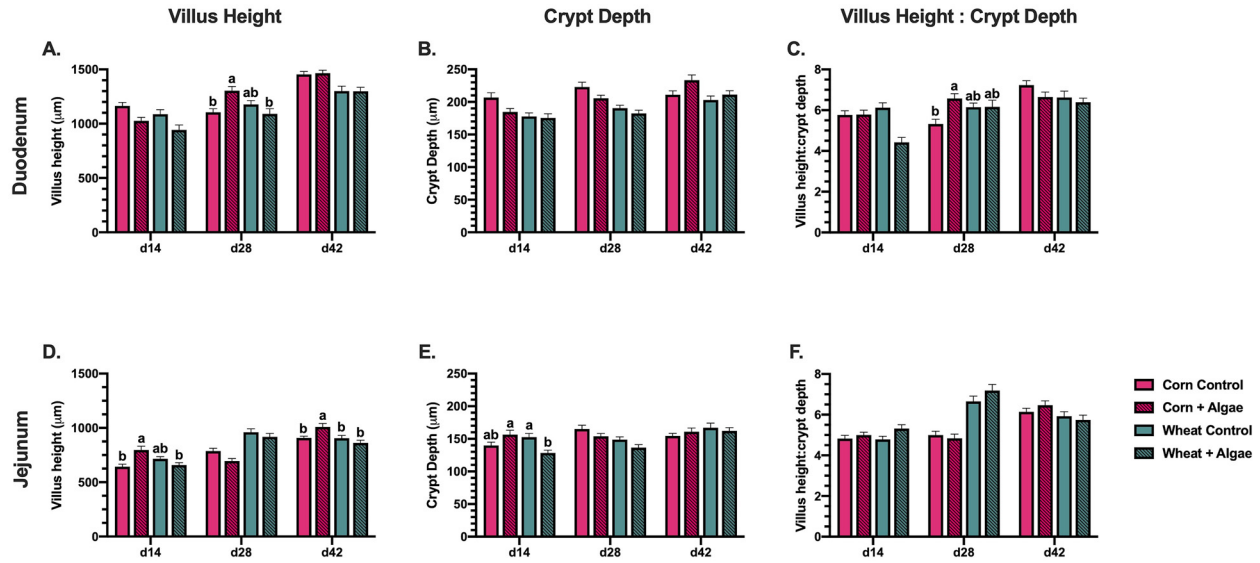 Villus Height
Crypt Depth
Villus Height : Crypt Depth
Duodenum
A.
Villus height (μm)
1500
1000
500
0
b
a
ab
b
d14
d28
d42
B.
Crypt Depth (μm)
250
200
150
100
50
0
d14
d28
d42
C.
Villus height:crypt depth
8
6
4
2
0
b
a
ab
ab
d14
d28
d42
Jejunum
D.
Villus height (μm)
1500
1000
500
0
b
a
ab
b
b
a
b
b
d14
d28
d42
E.
Crypt Depth (μm)
250
200
150
100
50
0
ab
a
a
b
d14
d28
d42
F.
Villus height:crypt depth
8
6
4
2
0
d14
d28
d42
Corn Control
Corn + Algae
Wheat Control
Wheat + Algae